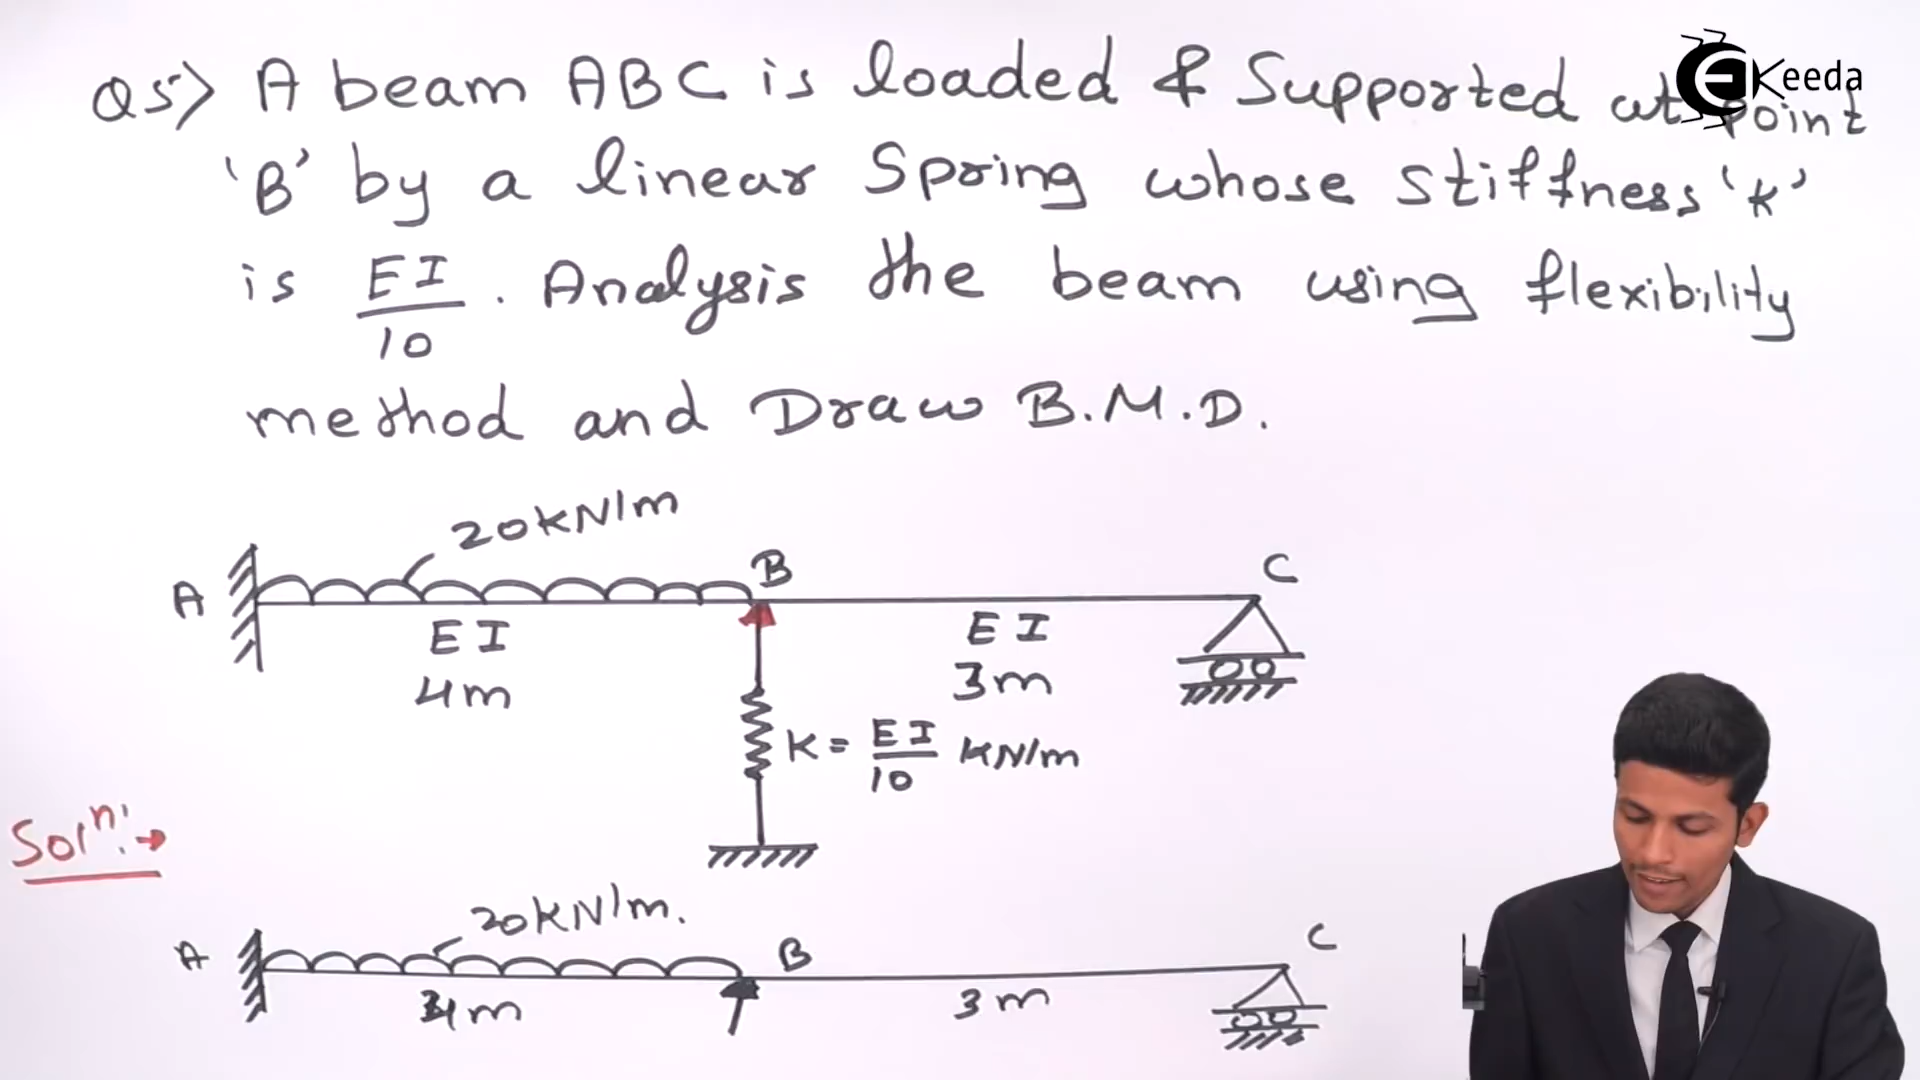 Q5) A beam ABC is loaded & Supported at point
'B' by a linear Spring whose stiffness 'K'
is EI/10. Analysis the beam using flexibility
method and Draw B.M.D.
EKeeda
20KN/m
A
B
C
EI
EI
4m
3m
K = EI/10 KN/m
Solⁿ:→
20KN/m.
A
B
C
4m
3m